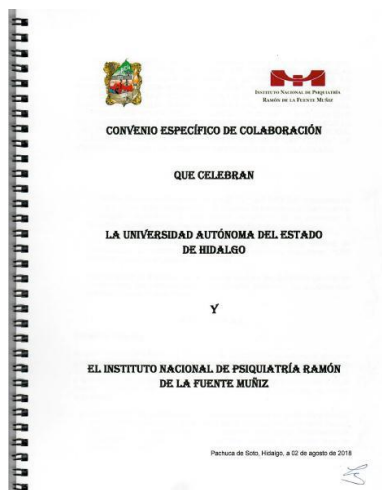 INSTITUTO NACIONAL DE PSIQUIATRÍA
RAMÓN DE LA FUENTE MUÑIZ
CONVENIO ESPECÍFICO DE COLABORACIÓN
QUE CELEBRAN
LA UNIVERSIDAD AUTÓNOMA DEL ESTADO
DE HIDALGO
Y
EL INSTITUTO NACIONAL DE PSIQUIATRÍA RAMÓN
DE LA FUENTE MUÑIZ
Pachuca de Soto, Hidalgo, a 02 de agosto de 2018